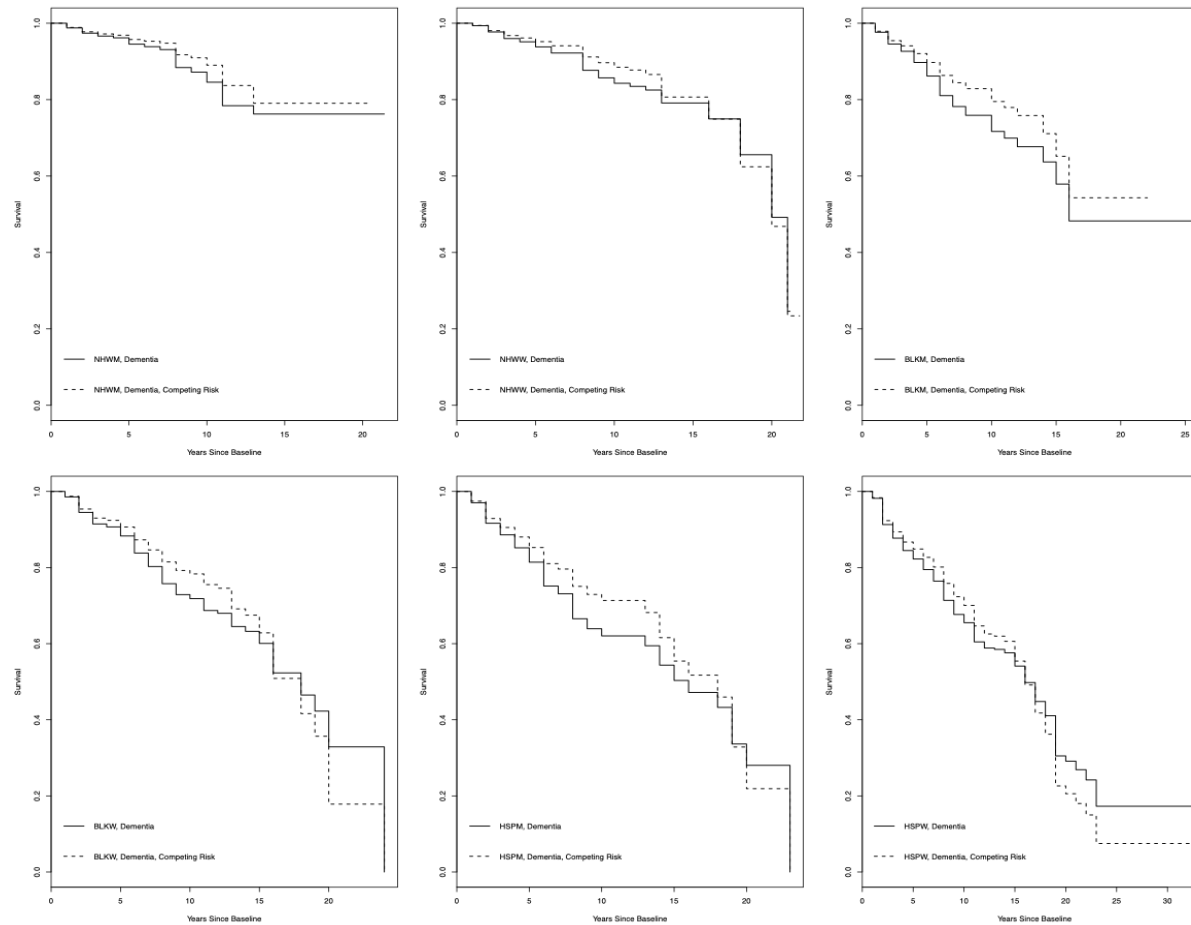 1.0
0.8
0.6
0.4
0.2
0.0
Survival
NHWM, Dementia
NHWM, Dementia, Competing Risk
0 5 10 15 20
Years Since Baseline
1.0
0.8
0.6
0.4
0.2
0.0
Survival
NHWW, Dementia
NHWW, Dementia, Competing Risk
0 5 10 15 20
Years Since Baseline
1.0
0.8
0.6
0.4
0.2
0.0
Survival
BLKM, Dementia
BLKM, Dementia, Competing Risk
0 5 10 15 20 25
Years Since Baseline
1.0
0.8
0.6
0.4
0.2
0.0
Survival
BLKW, Dementia
BLKW, Dementia, Competing Risk
0 5 10 15 20
Years Since Baseline
1.0
0.8
0.6
0.4
0.2
0.0
Survival
HSPM, Dementia
HSPM, Dementia, Competing Risk
0 5 10 15 20
Years Since Baseline
1.0
0.8
0.6
0.4
0.2
0.0
Survival
HSPW, Dementia
HSPW, Dementia, Competing Risk
0 5 10 15 20 25 30
Years Since Baseline